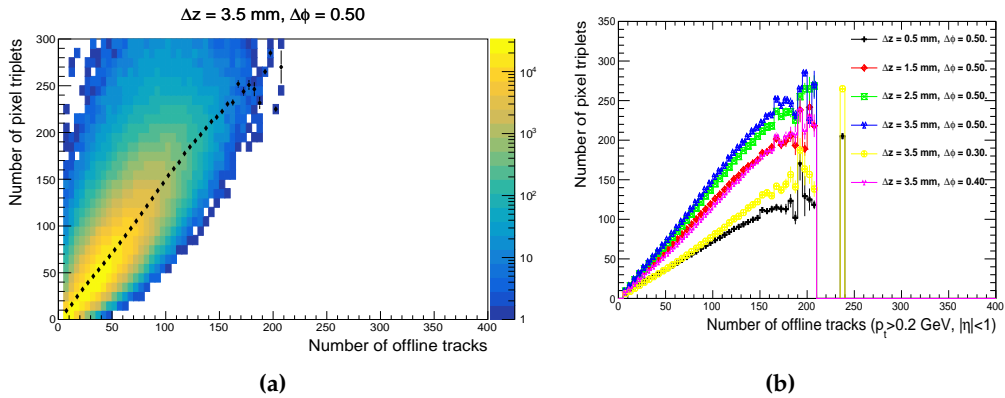 Δz = 3.5 mm, Δϕ = 0.50
Number of pixel triplets
300
250
200
150
100
50
0
0 50 100 150 200 250 300 350 400
Number of offline tracks
10⁴
10³
10²
10
1
(a)
Number of pixel triplets
350
300
250
200
150
100
50
0
0 50 100 150 200 250 300 350 400
Number of offline tracks (p_t>0.2 GeV, |η|<1)
Δz = 0.5 mm, Δϕ = 0.50.
Δz = 1.5 mm, Δϕ = 0.50.
Δz = 2.5 mm, Δϕ = 0.50.
Δz = 3.5 mm, Δϕ = 0.50.
Δz = 3.5 mm, Δϕ = 0.30.
Δz = 3.5 mm, Δϕ = 0.40.
(b)